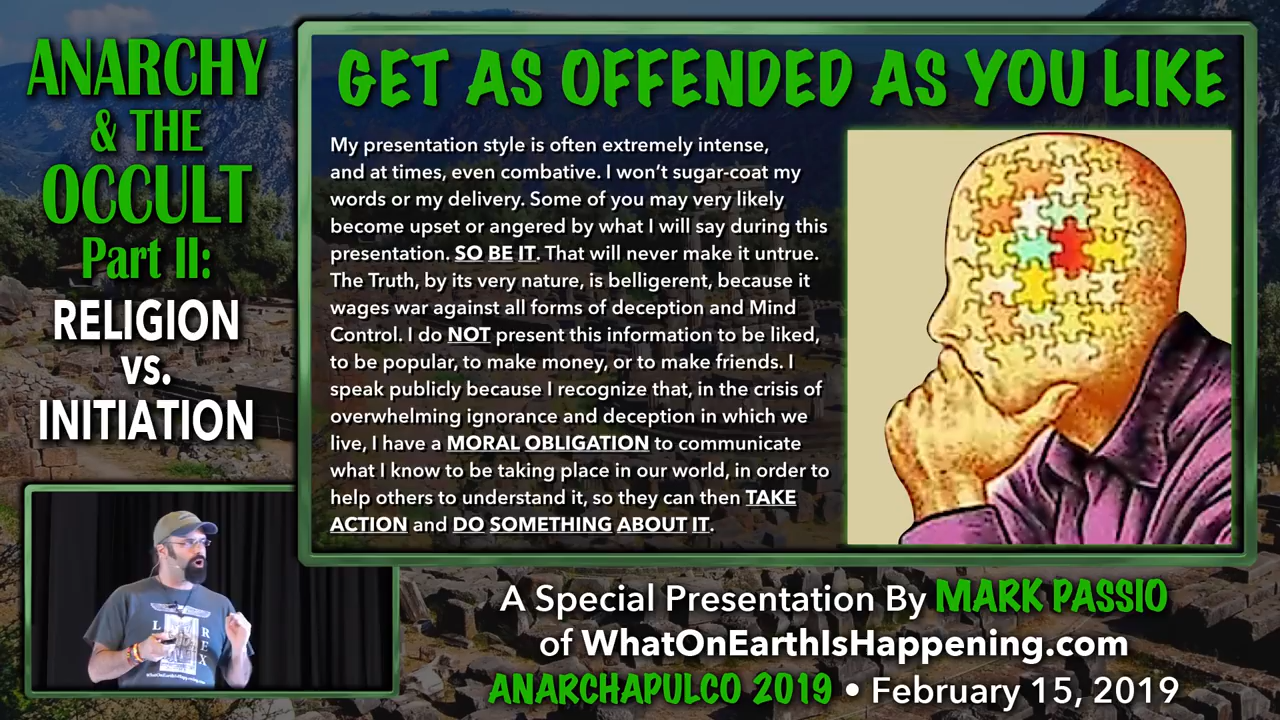 ANARCHY
& THE
OCCULT
Part II:
RELIGION
vs.
INITIATION
GET AS OFFENDED AS YOU LIKE
My presentation style is often extremely intense,
and at times, even combative. I won't sugar-coat my
words or my delivery. Some of you may very likely
become upset or angered by what I will say during this
presentation. SO BE IT. That will never make it untrue.
The Truth, by its very nature, is belligerent, because it
wages war against all forms of deception and Mind
Control. I do NOT present this information to be liked,
to be popular, to make money, or to make friends. I
speak publicly because I recognize that, in the crisis of
overwhelming ignorance and deception in which we
live, I have a MORAL OBLIGATION to communicate
what I know to be taking place in our world, in order to
help others to understand it, so they can then TAKE
ACTION and DO SOMETHING ABOUT IT.
A Special Presentation By MARK PASSIO
of WhatOnEarthIsHappening.com
ANARCHAPULCO 2019 • February 15, 2019